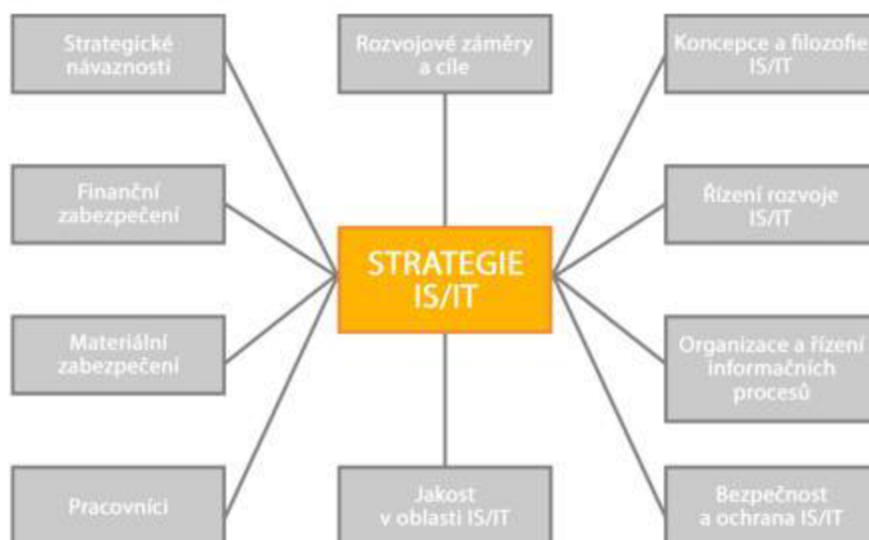 Strategické
návaznosti
Rozvojové záměry
a cíle
Koncepce a filozofie
IS/IT
Finanční
zabezpečení
Řízení rozvoje
IS/IT
STRATEGIE
IS/IT
Materiální
zabezpečení
Organizace a řízení
informačních
procesů
Pracovníci
Jakost
v oblasti IS/IT
Bezpečnost
a ochrana IS/IT